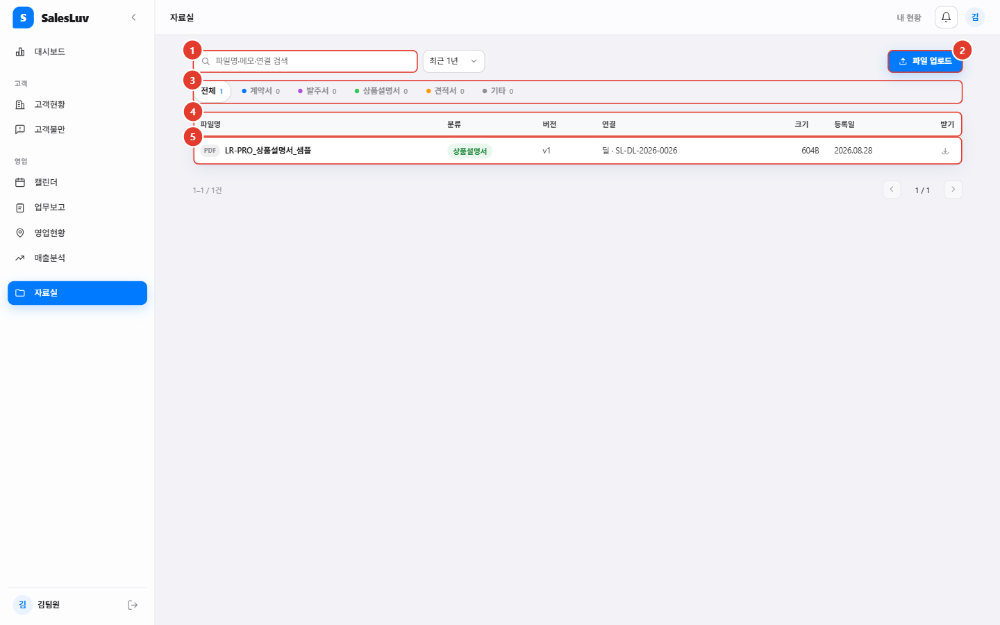 S SalesLuv
대시보드
고객
고객현황
고객불만
영업
캘린더
업무보고
영업현황
매출분석
자료실
김 김팀원
자료실
내 현황 김
1 파일명·메모·연결 검색 최근 1년 파일 업로드 2
3 전체 1 계약서 0 발주서 0 상품설명서 0 견적서 0 기타 0
4 파일명 분류 버전 연결 크기 등록일 받기
5 PDF LR-PRO_상품설명서_샘플 상품설명서 v1 딜 · SL-DL-2026-0026 604B 2026.08.28
1–1 / 1건 1 / 1